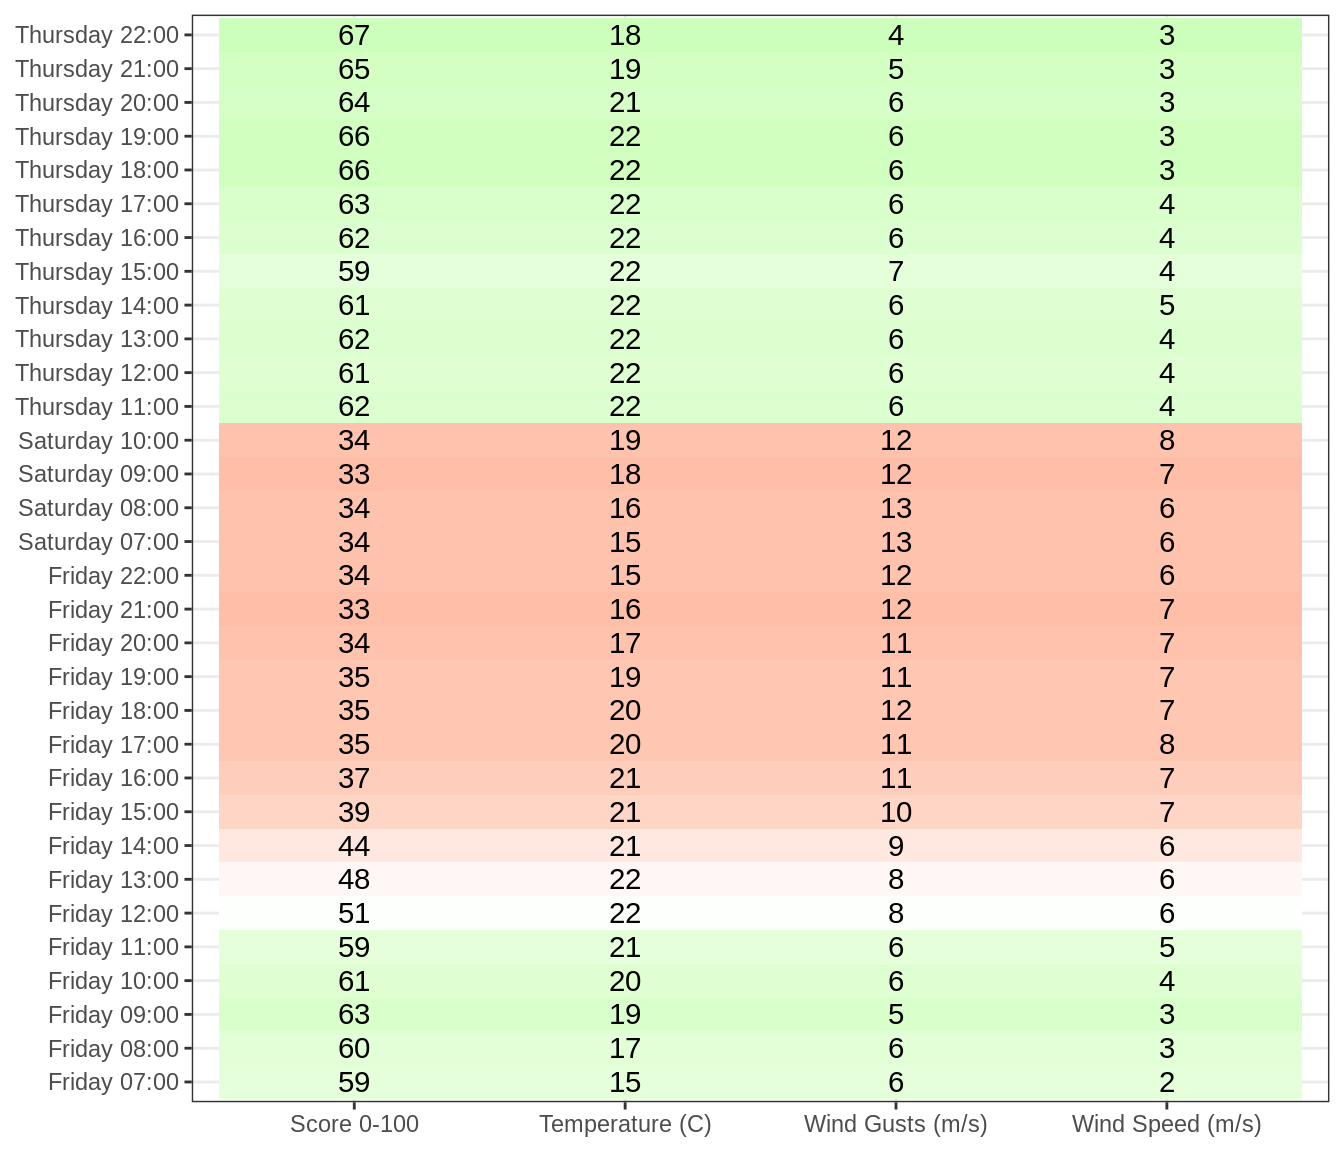 Thursday 22:00 67 18 4 3
Thursday 21:00 65 19 5 3
Thursday 20:00 64 21 6 3
Thursday 19:00 66 22 6 3
Thursday 18:00 66 22 6 3
Thursday 17:00 63 22 6 4
Thursday 16:00 62 22 6 4
Thursday 15:00 59 22 7 4
Thursday 14:00 61 22 6 5
Thursday 13:00 62 22 6 4
Thursday 12:00 61 22 6 4
Thursday 11:00 62 22 6 4
Saturday 10:00 34 19 12 8
Saturday 09:00 33 18 12 7
Saturday 08:00 34 16 13 6
Saturday 07:00 34 15 13 6
Friday 22:00 34 15 12 6
Friday 21:00 33 16 12 7
Friday 20:00 34 17 11 7
Friday 19:00 35 19 11 7
Friday 18:00 35 20 12 7
Friday 17:00 35 20 11 8
Friday 16:00 37 21 11 7
Friday 15:00 39 21 10 7
Friday 14:00 44 21 9 6
Friday 13:00 48 22 8 6
Friday 12:00 51 22 8 6
Friday 11:00 59 21 6 5
Friday 10:00 61 20 6 4
Friday 09:00 63 19 5 3
Friday 08:00 60 17 6 3
Friday 07:00 59 15 6 2
Score 0-100 Temperature (C) Wind Gusts (m/s) Wind Speed (m/s)